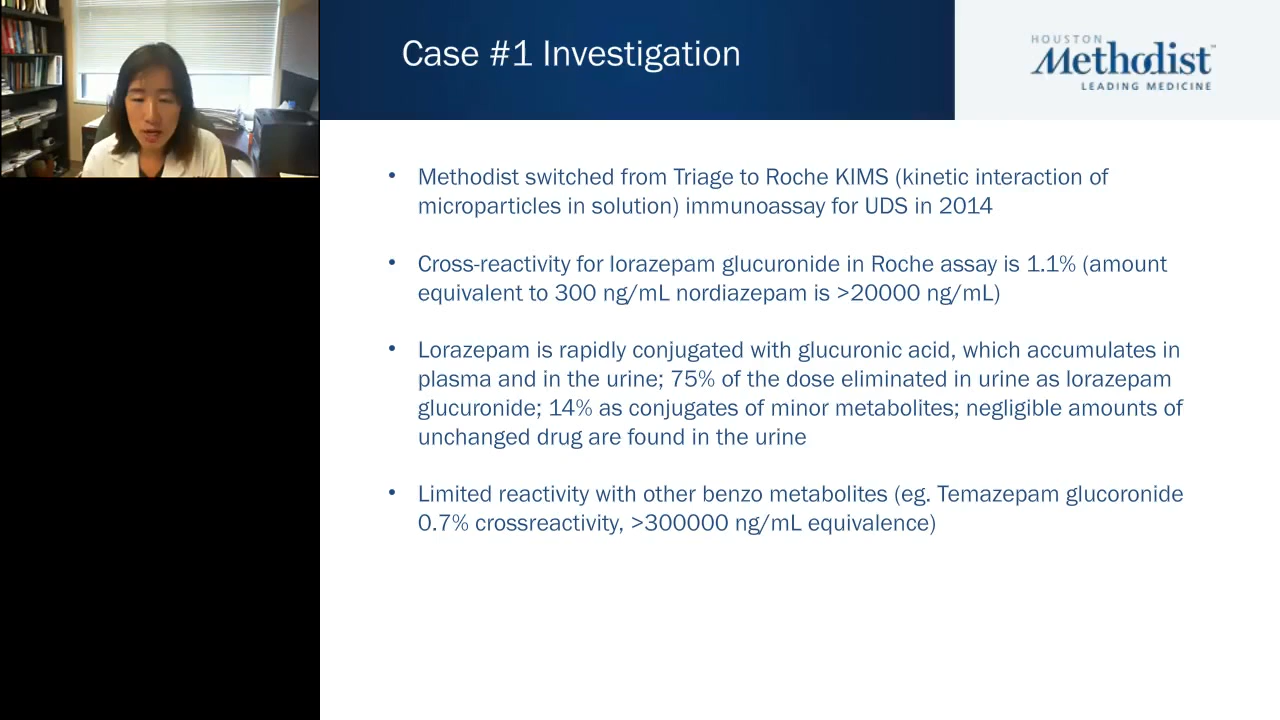 Case #1 Investigation
HOUSTON
Methodist
LEADING MEDICINE
• Methodist switched from Triage to Roche KIMS (kinetic interaction of
microparticles in solution) immunoassay for UDS in 2014
• Cross-reactivity for lorazepam glucuronide in Roche assay is 1.1% (amount
equivalent to 300 ng/mL nordiazepam is >20000 ng/mL)
• Lorazepam is rapidly conjugated with glucuronic acid, which accumulates in
plasma and in the urine; 75% of the dose eliminated in urine as lorazepam
glucuronide; 14% as conjugates of minor metabolites; negligible amounts of
unchanged drug are found in the urine
• Limited reactivity with other benzo metabolites (eg. Temazepam glucoronide
0.7% crossreactivity, >300000 ng/mL equivalence)